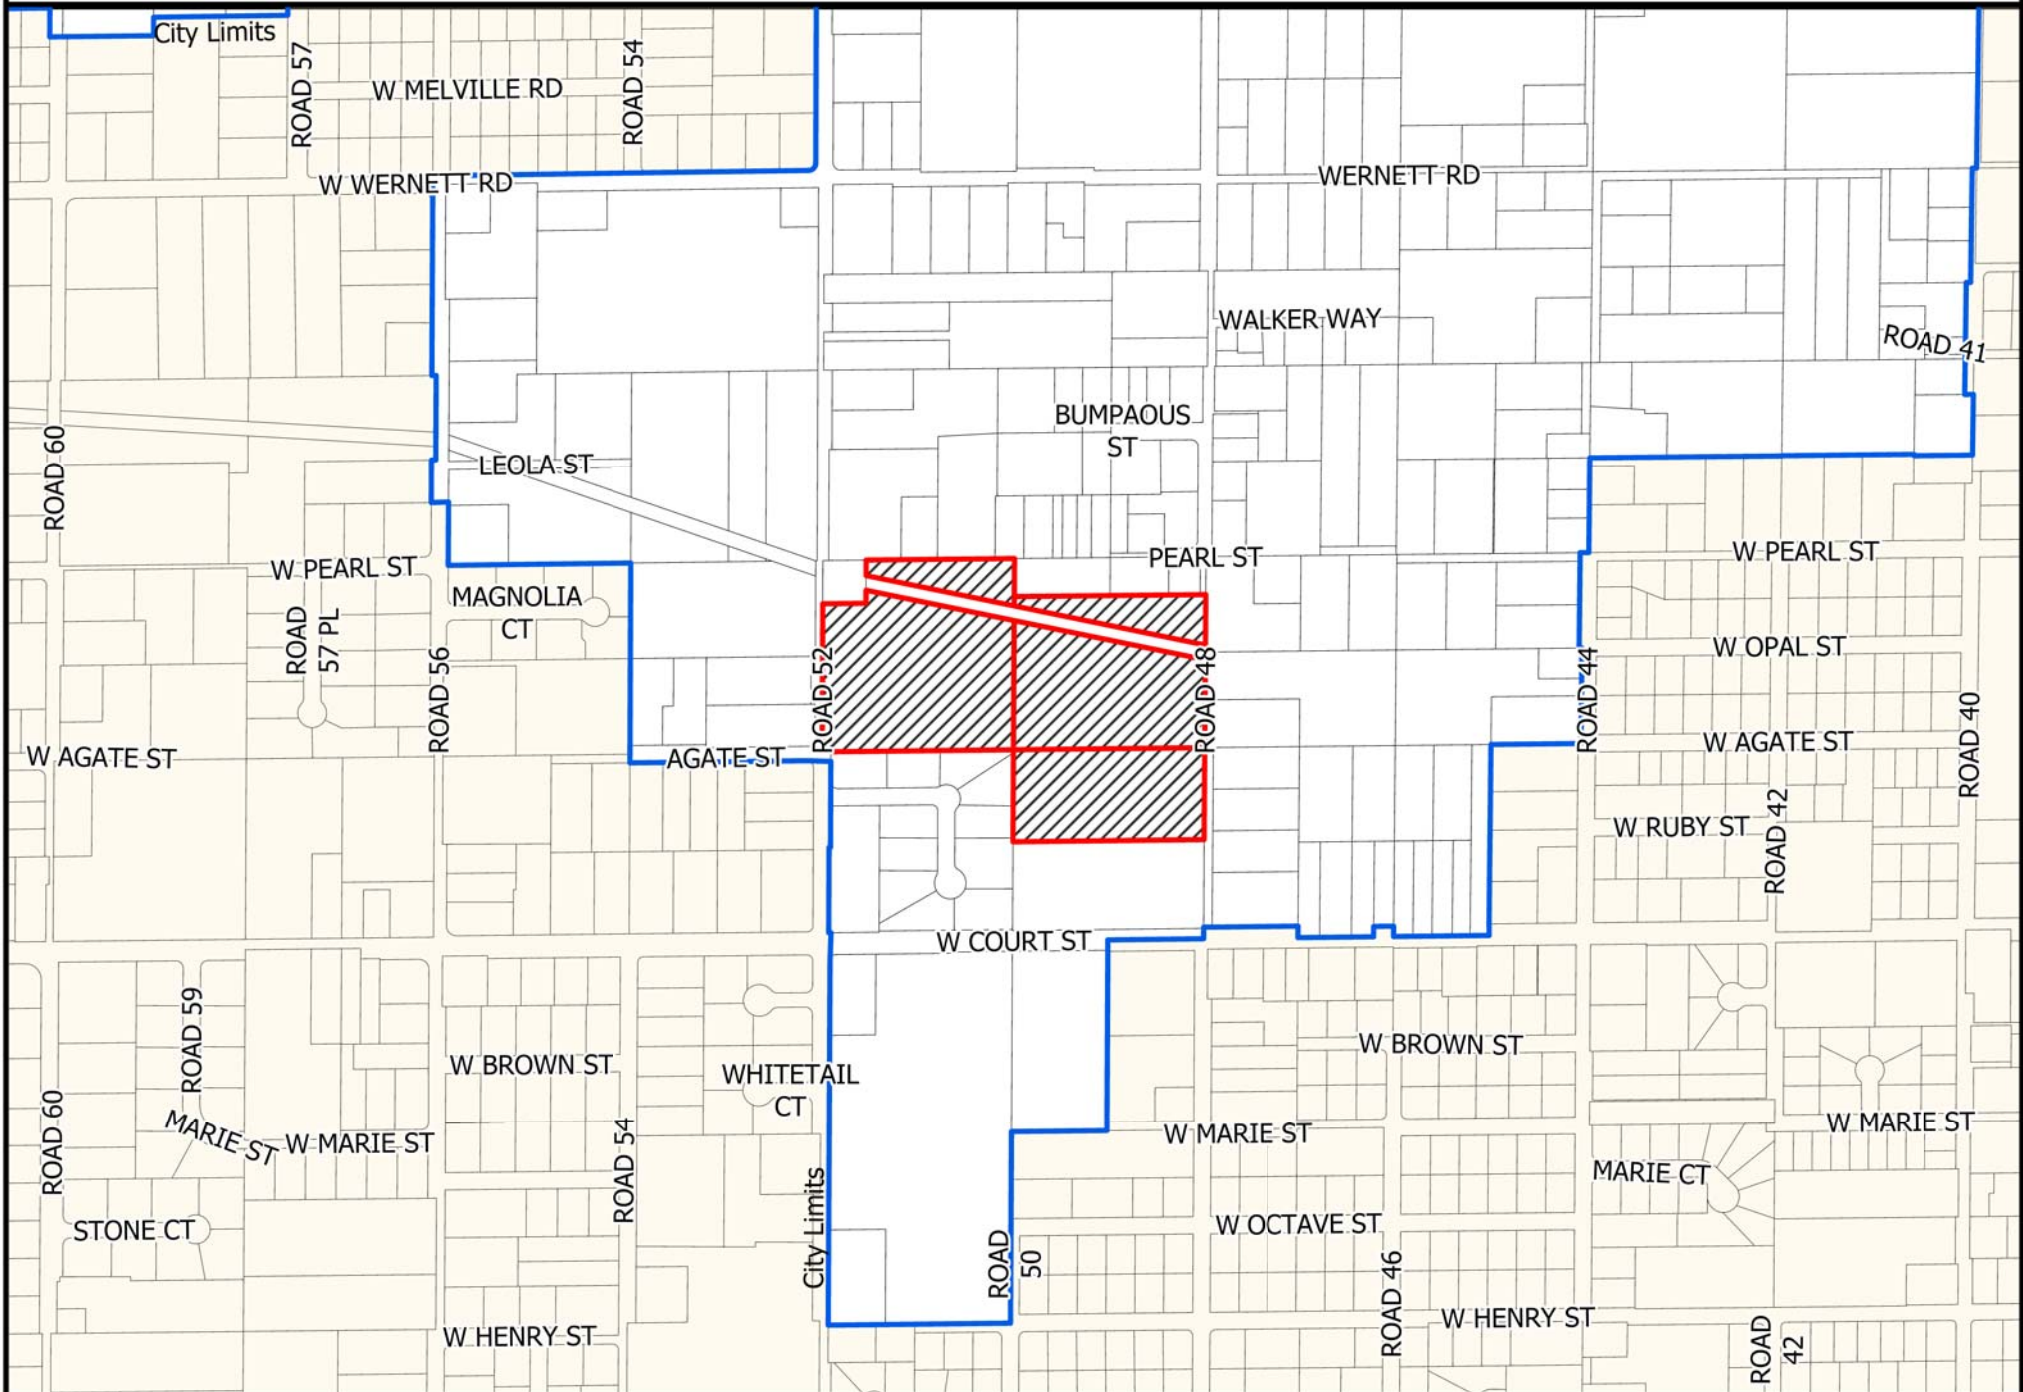 City Limits
ROAD 57
W MELVILLE RD
ROAD 54
W WERNETT RD
WERNETT RD
WALKER WAY
ROAD 41
BUMPAOUS
ST
ROAD 60
LEOLA ST
W PEARL ST
PEARL ST
W PEARL ST
MAGNOLIA
CT
ROAD
57 PL
ROAD 56
ROAD 52
ROAD 48
ROAD 44
W OPAL ST
W AGATE ST
AGATE ST
W AGATE ST
ROAD 40
W RUBY ST
ROAD 42
W COURT ST
ROAD 59
W BROWN ST
WHITETAIL
CT
W BROWN ST
ROAD 60
MARIE ST
W MARIE ST
ROAD 54
W MARIE ST
W MARIE ST
MARIE CT
STONE CT
City Limits
ROAD
50
W OCTAVE ST
ROAD 46
W HENRY ST
W HENRY ST
ROAD
42